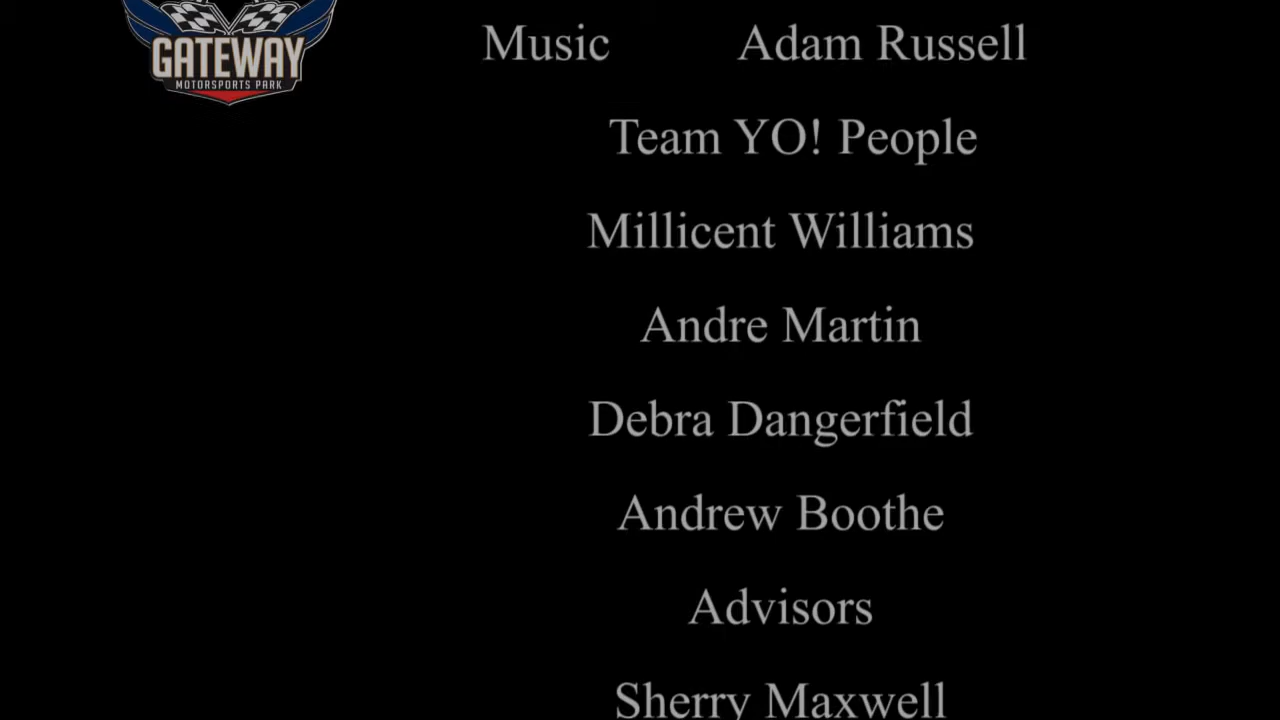 GATEWAY
MOTORSPORTS PARK
Music Adam Russell
Team YO! People
Millicent Williams
Andre Martin
Debra Dangerfield
Andrew Boothe
Advisors
Sherry Maxwell